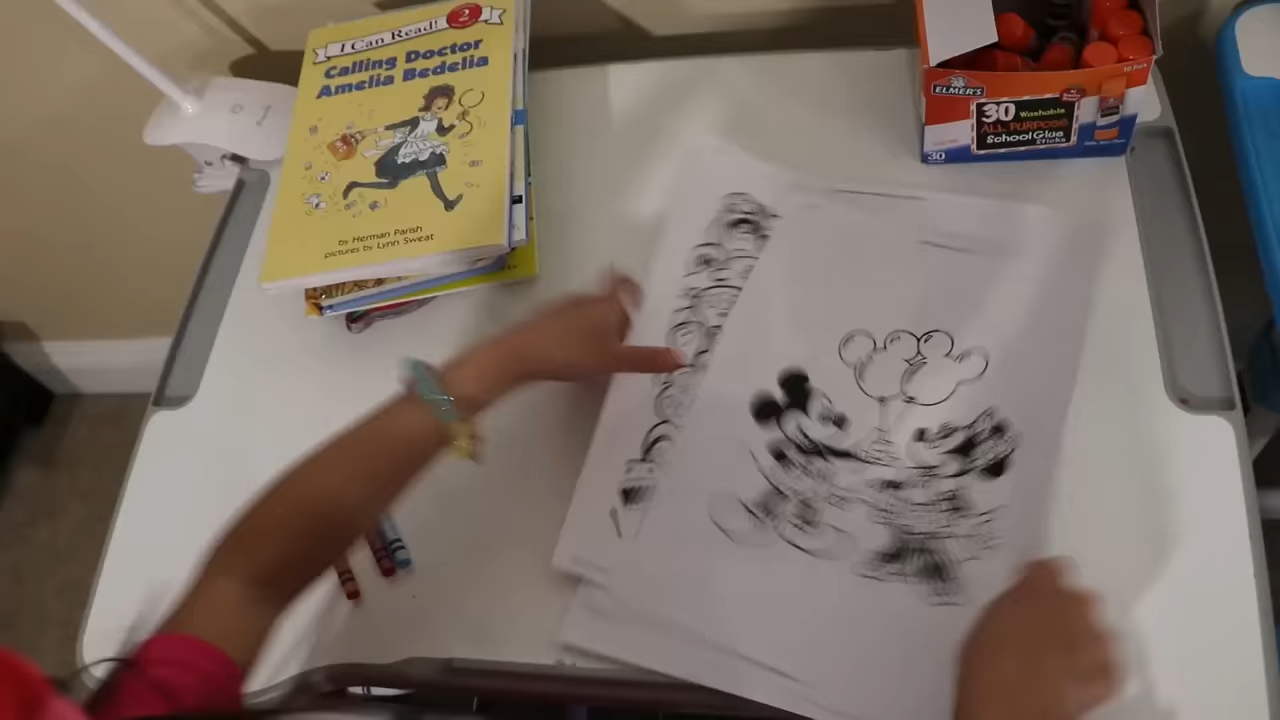 I Can Read! 2
Calling Doctor
Amelia Bedelia
by Herman Parish
pictures by Lynn Sweat
ELMER'S
30 Washable
ALL PURPOSE
School Glue
Sticks
30